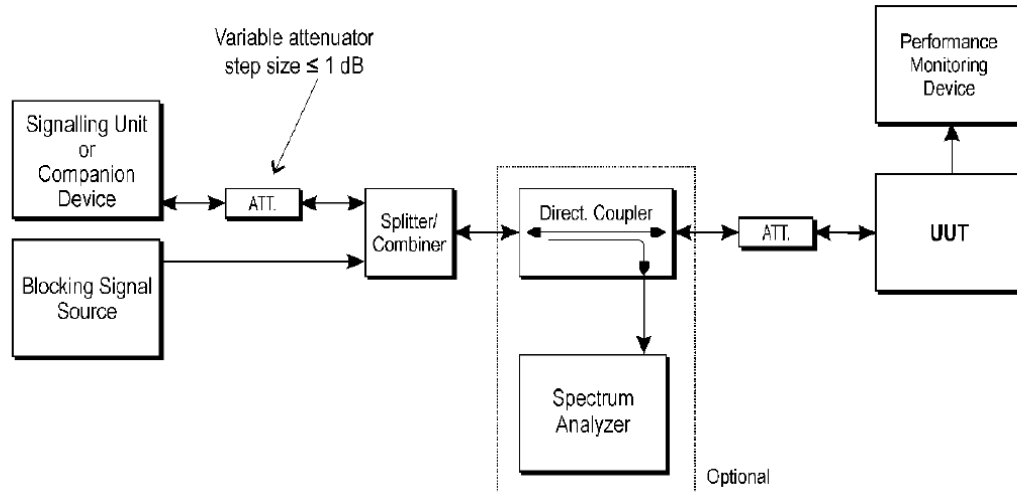 Variable attenuator
step size ≤ 1 dB
Performance
Monitoring
Device
Signalling Unit
or
Companion
Device
ATT.
Splitter/
Combiner
Direct. Coupler
ATT.
UUT
Blocking Signal
Source
Spectrum
Analyzer
Optional